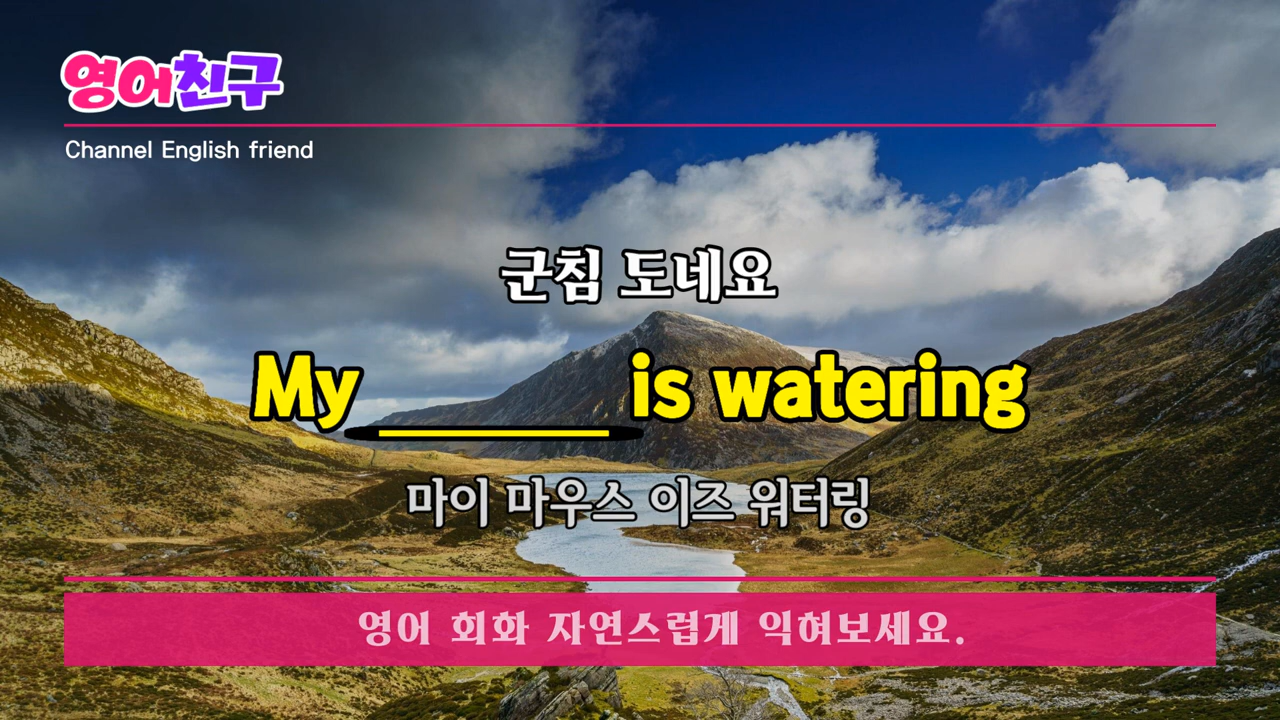 영어친구
Channel English friend
군침 도네요
My ______ is watering
마이 마우스 이즈 워터링
영어 회화 자연스럽게 익혀보세요.